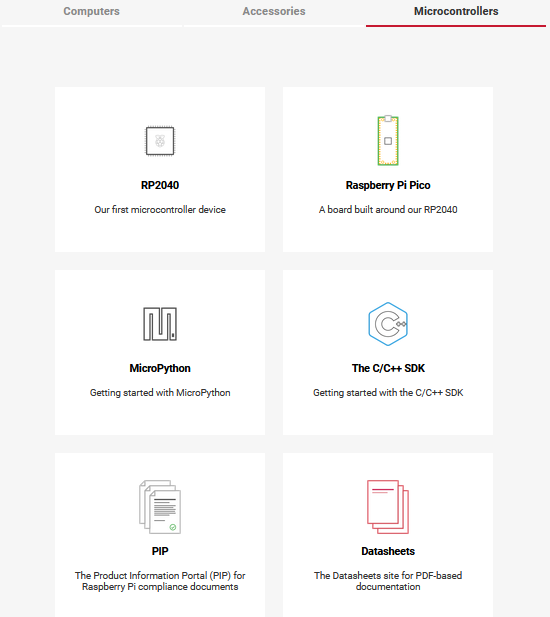 Computers Accessories Microcontrollers
RP2040
Our first microcontroller device
Raspberry Pi Pico
A board built around our RP2040
MicroPython
Getting started with MicroPython
The C/C++ SDK
Getting started with the C/C++ SDK
PIP
The Product Information Portal (PIP) for
Raspberry Pi compliance documents
Datasheets
The Datasheets site for PDF-based
documentation